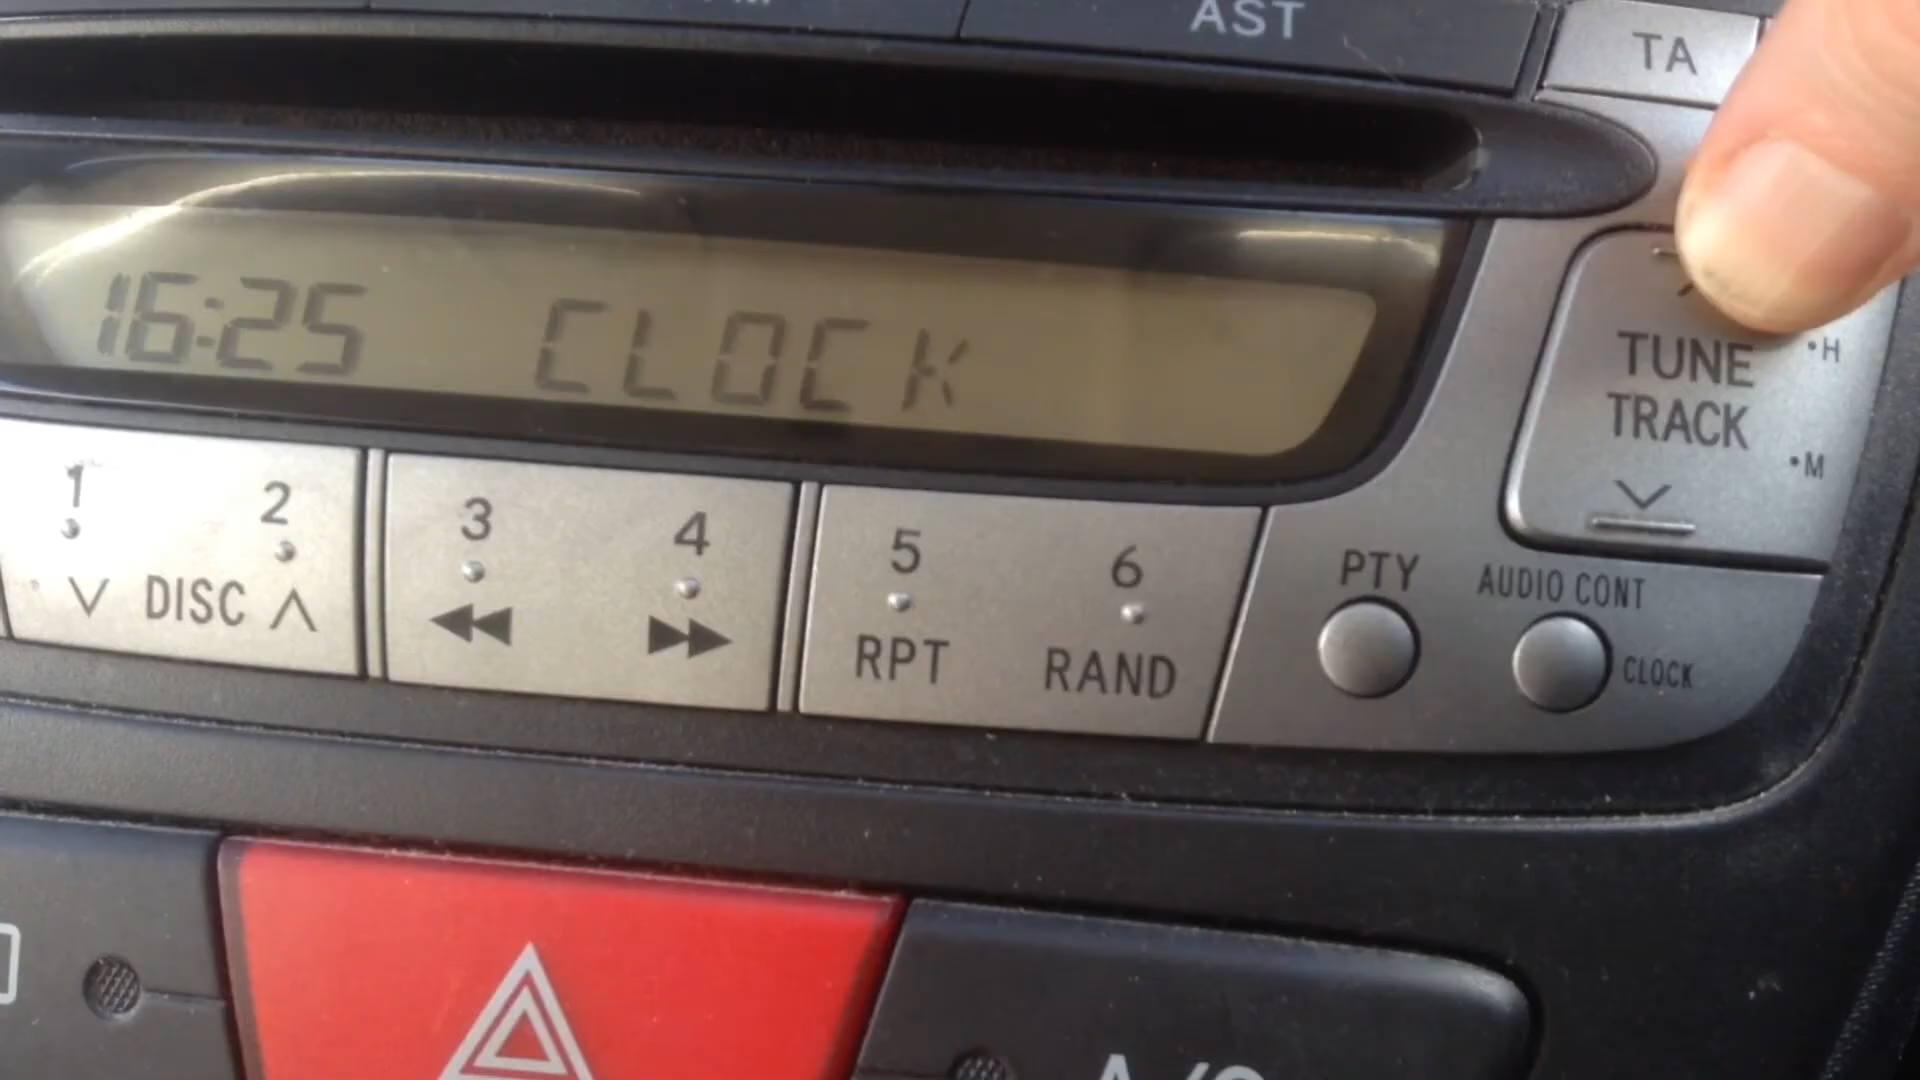 AST
TA
16:25 CLOCK
TUNE
TRACK
•H
•M
1 2
DISC
3 4
5 6
RPT RAND
PTY
AUDIO CONT
CLOCK